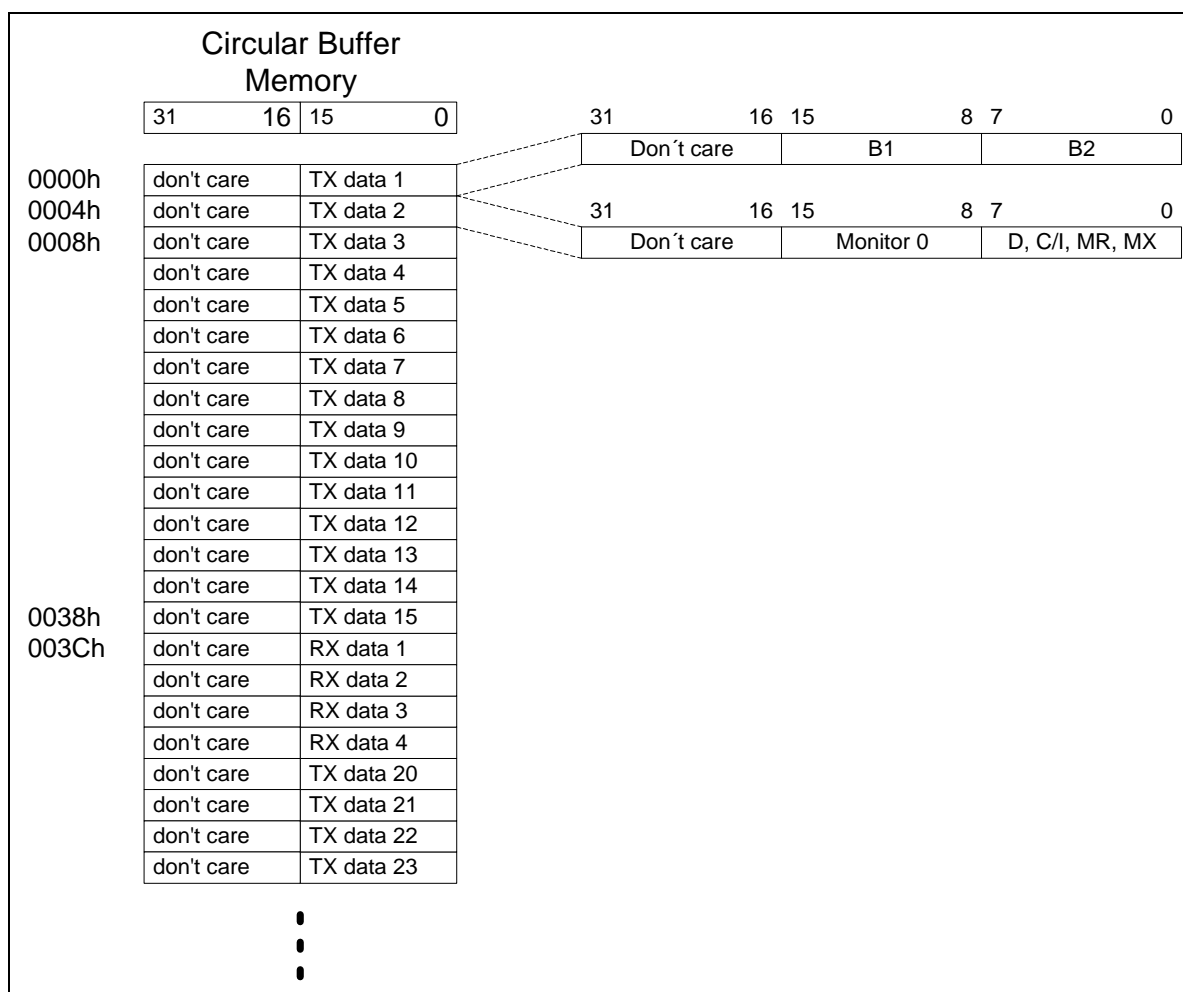 Circular Buffer
Memory
31 16 15 0
31 16 15 8 7 0
Don´t care B1 B2
0000h don't care TX data 1
0004h don't care TX data 2
31 16 15 8 7 0
0008h don't care TX data 3
Don´t care Monitor 0 D, C/I, MR, MX
don't care TX data 4
don't care TX data 5
don't care TX data 6
don't care TX data 7
don't care TX data 8
don't care TX data 9
don't care TX data 10
don't care TX data 11
don't care TX data 12
don't care TX data 13
don't care TX data 14
0038h don't care TX data 15
003Ch don't care RX data 1
don't care RX data 2
don't care RX data 3
don't care RX data 4
don't care TX data 20
don't care TX data 21
don't care TX data 22
don't care TX data 23